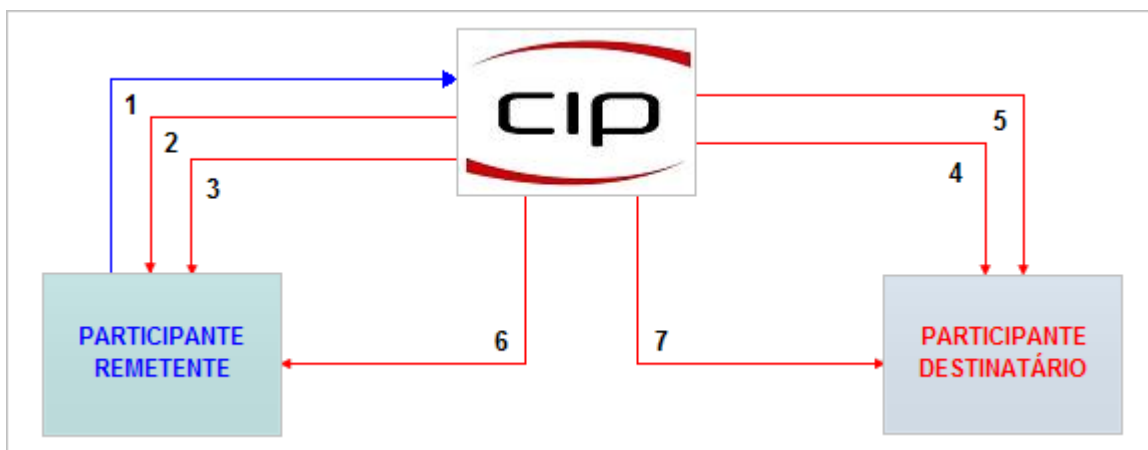 cip
1
2
3
5
4
6
7
PARTICIPANTE
REMETENTE
PARTICIPANTE
DESTINATÁRIO